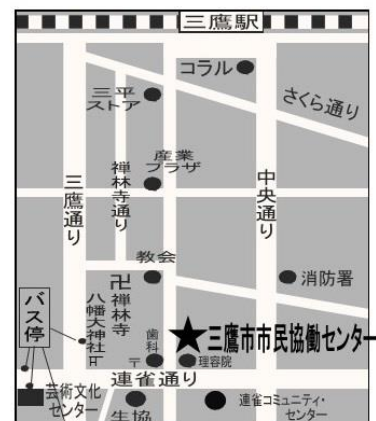 三鷹駅
コラル
さくら通り
三平
ストア
産業
プラザ
禅林寺通り
三鷹通り
中央通り
教会
消防署
卍禅林寺
八幡大神社
バス停
歯科
★三鷹市市民協働センター
〒
理容院
連雀通り
芸術文化
センター
生協
連雀コミュニティ・
センター